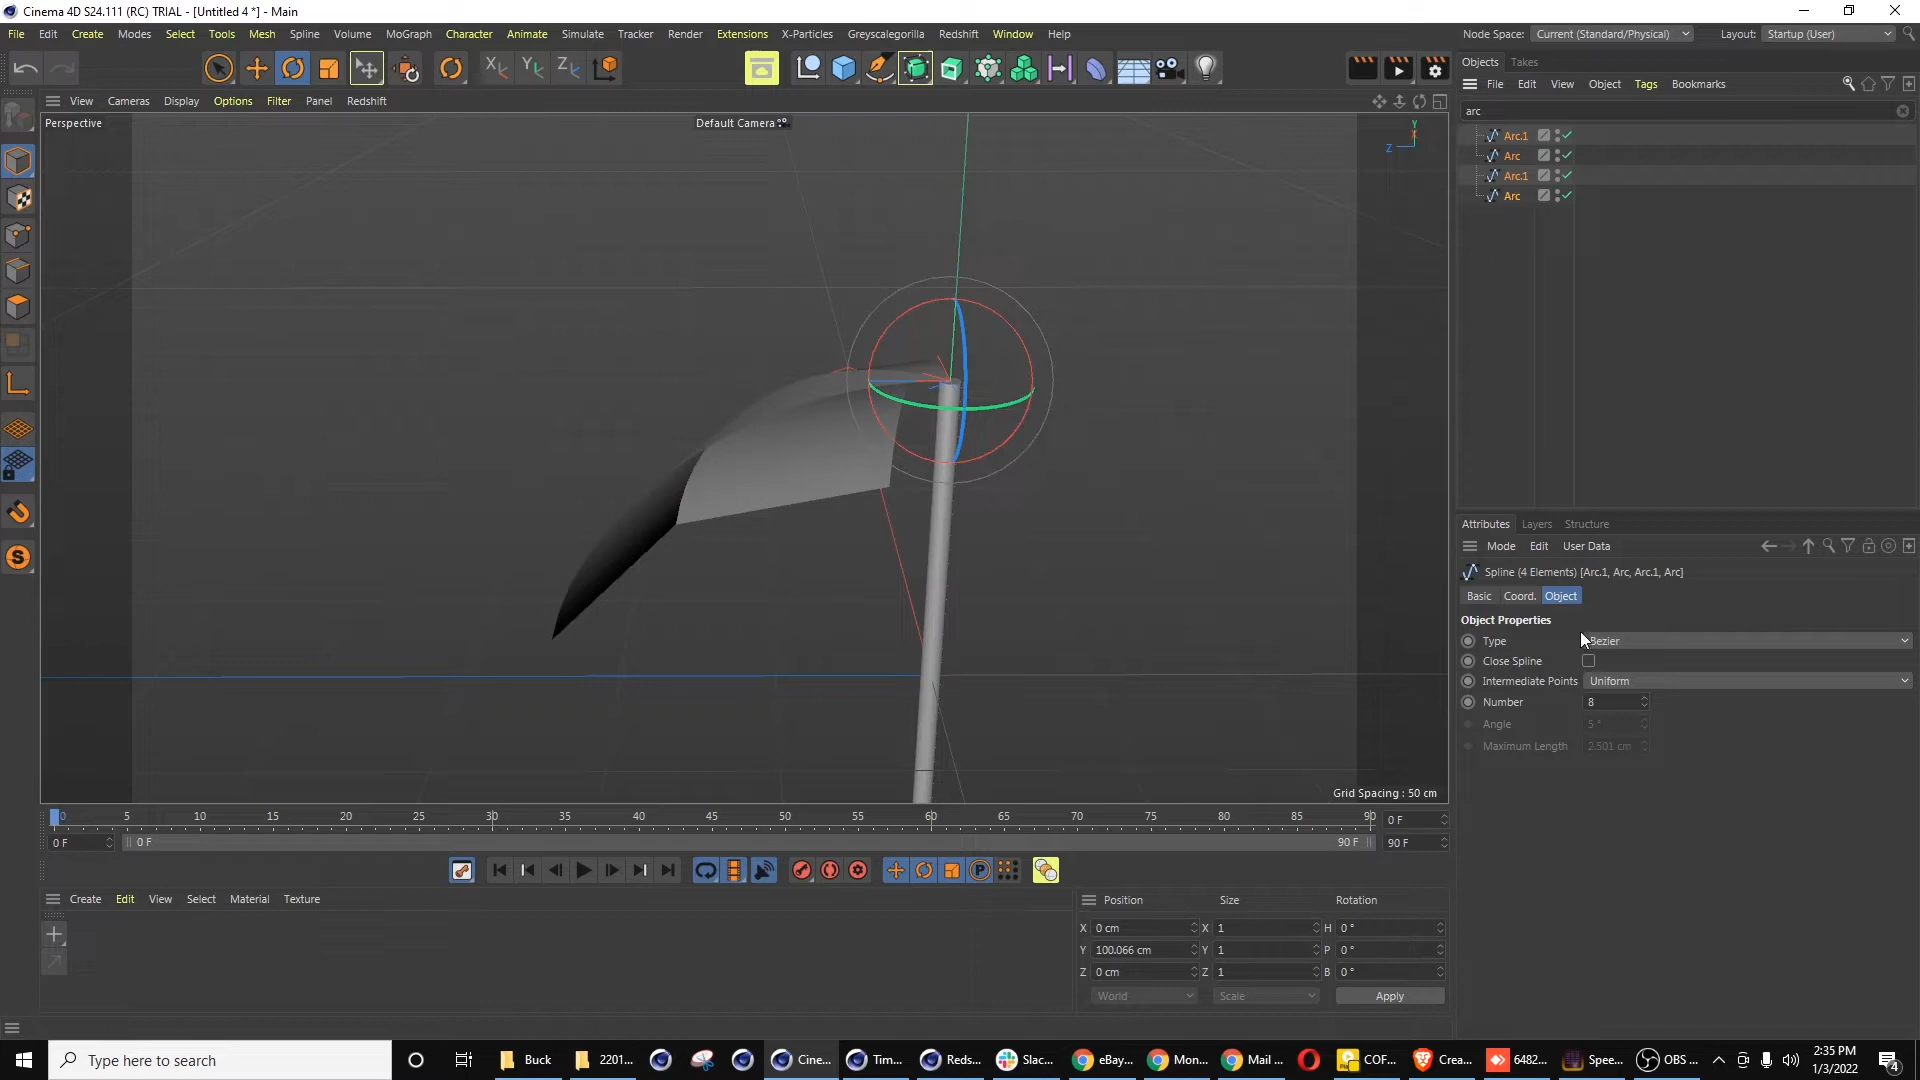 Cinema 4D S24.111 (RC) TRIAL - [Untitled 4 *] - Main
File Edit Create Modes Select Tools Mesh Spline Volume MoGraph Character Animate Simulate Tracker Render Extensions X-Particles Greyscalegorilla Redshift Window Help
Node Space: Current (Standard/Physical) Layout: Startup (User)
Objects Takes
File Edit View Object Tags Bookmarks
View Cameras Display Options Filter Panel Redshift
arc
Perspective
Default Camera
Y
X
Z
Arc.1
Arc
Arc.1
Arc
Attributes Layers Structure
Mode Edit User Data
Spline (4 Elements) [Arc.1, Arc, Arc.1, Arc]
Basic Coord. Object
Object Properties
Type Bezier
Close Spline
Intermediate Points Uniform
Number 8
Angle 5 °
Maximum Length 2.501 cm
Grid Spacing : 50 cm
0 5 10 15 20 25 30 35 40 45 50 55 60 65 70 75 80 85 90 0 F
0 F 0 F 90 F 90 F
Create Edit View Select Material Texture
Position Size Rotation
X 0 cm X 1 H 0 °
Y 100.066 cm Y 1 P 0 °
Z 0 cm Z 1 B 0 °
World Scale Apply
Type here to search
Buck 2201... Cine... Tim... Reds... Slac... eBay... Mon... Mail ... COF... Crea... 6482... Spee... OBS ...
2:35 PM
1/3/2022
4